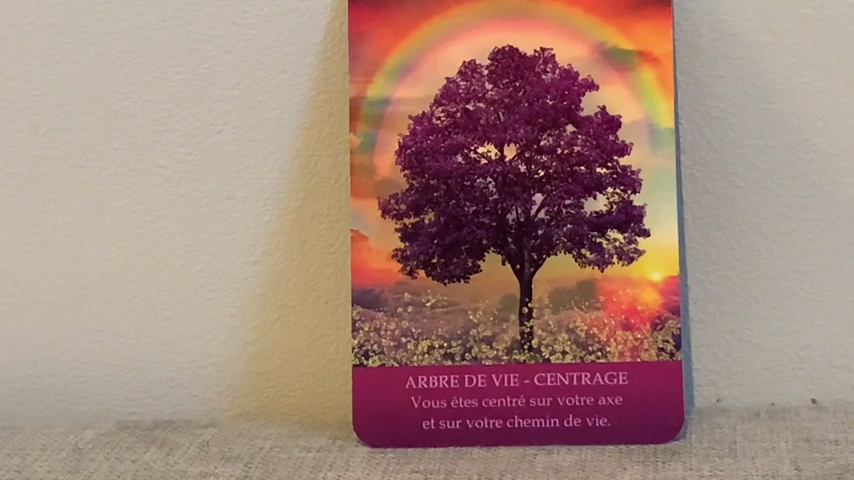 ARBRE DE VIE - CENTRAGE
Vous êtes centré sur votre axe
et sur votre chemin de vie.